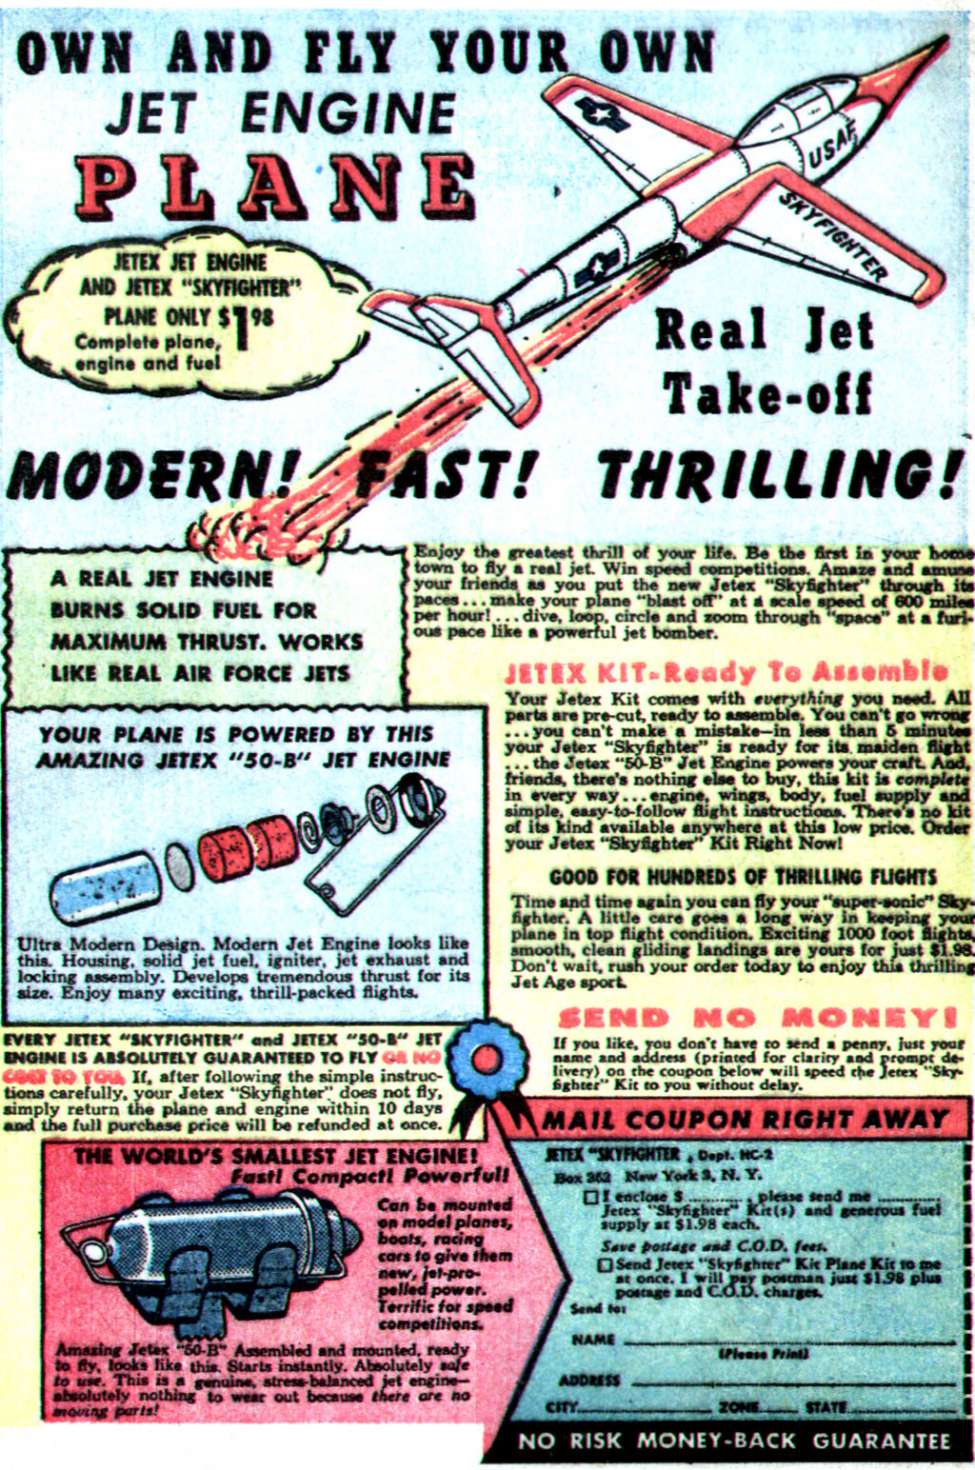 OWN AND FLY YOUR OWN
JET ENGINE
PLANE
USAF
SKYFIGHTER
JETEX JET ENGINE
AND JETEX "SKYFIGHTER"
PLANE ONLY $1 98
Complete plane,
engine and fuel
Real Jet
Take-off
MODERN! FAST! THRILLING!
A REAL JET ENGINE
BURNS SOLID FUEL FOR
MAXIMUM THRUST. WORKS
LIKE REAL AIR FORCE JETS
Enjoy the greatest thrill of your life. Be the first in your home
town to fly a real jet. Win speed competitions. Amaze and amuse
your friends as you put the new Jetex "Skyfighter" through its
paces...make your plane "blast off" at a scale speed of 600 miles
per hour!...dive, loop, circle and zoom through "space" at a furi-
ous pace like a powerful jet bomber.
JETEX KIT-Ready To Assemble
Your Jetex Kit comes with everything you need. All
parts are pre-cut, ready to assemble. You can't go wrong
...you can't make a mistake—in less than 5 minutes
your Jetex "Skyfighter" is ready for its maiden flight
...the Jetex "50-B" Jet Engine powers your craft. And,
friends, there's nothing else to buy, this kit is complete
in every way...engine, wings, body, fuel supply and
simple, easy-to-follow flight instructions. There's no kit
of its kind available anywhere at this low price. Order
your Jetex "Skyfighter" Kit Right Now!
YOUR PLANE IS POWERED BY THIS
AMAZING JETEX "50-B" JET ENGINE
Ultra Modern Design. Modern Jet Engine looks like
this. Housing, solid jet fuel, igniter, jet exhaust and
locking assembly. Develops tremendous thrust for its
size. Enjoy many exciting, thrill-packed flights.
GOOD FOR HUNDREDS OF THRILLING FLIGHTS
Time and time again you can fly your "super-sonic" Sky-
fighter. A little care goes a long way in keeping your
plane in top flight condition. Exciting 1000 foot flights,
smooth, clean gliding landings are yours for just $1.98.
Don't wait, rush your order today to enjoy this thrilling
Jet Age sport.
SEND NO MONEY!
If you like, you don't have to send a penny, just your
name and address (printed for clarity and prompt de-
livery) on the coupon below will speed the Jetex "Sky-
fighter" Kit to you without delay.
EVERY JETEX "SKYFIGHTER" and JETEX "50-B" JET
ENGINE IS ABSOLUTELY GUARANTEED TO FLY OR NO
COST TO YOU. If, after following the simple instruc-
tions carefully, your Jetex "Skyfighter" does not fly,
simply return the plane and engine within 10 days
and the full purchase price will be refunded at once.
THE WORLD'S SMALLEST JET ENGINE!
Fast! Compact! Powerful!
Can be mounted
on model planes,
boats, racing
cars to give them
new, jet-pro-
pelled power.
Terrific for speed
competitions.
Amazing Jetex "50-B" Assembled and mounted, ready
to fly, looks like this. Starts instantly. Absolutely safe
to use. This is a genuine, stress-balanced jet engine—
absolutely nothing to wear out because there are no
moving parts!
MAIL COUPON RIGHT AWAY
JETEX "SKYFIGHTER, Dept. HC-2
Box 362 New York 3, N. Y.
I enclose $ ............, please send me ............
Jetex "Skyfighter" Kit(s) and generous fuel
supply at $1.98 each.
Save postage and C.O.D. fees.
Send Jetex "Skyfighter" Kit Plane Kit to me
at once. I will pay postman just $1.98 plus
postage and C.O.D. charges.
Send to:
NAME
(Please Print)
ADDRESS
CITY ZONE STATE
NO RISK MONEY-BACK GUARANTEE